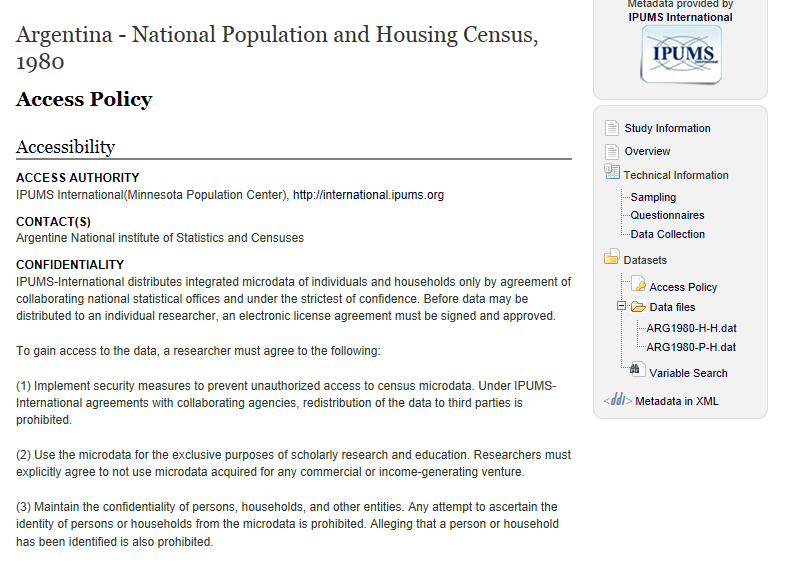 Argentina - National Population and Housing Census,
1980
Access Policy
Accessibility
ACCESS AUTHORITY
IPUMS International(Minnesota Population Center), http://international.ipums.org
CONTACT(S)
Argentine National institute of Statistics and Censuses
CONFIDENTIALITY
IPUMS-International distributes integrated microdata of individuals and households only by agreement of
collaborating national statistical offices and under the strictest of confidence. Before data may be
distributed to an individual researcher, an electronic license agreement must be signed and approved.
To gain access to the data, a researcher must agree to the following:
(1) Implement security measures to prevent unauthorized access to census microdata. Under IPUMS-
International agreements with collaborating agencies, redistribution of the data to third parties is
prohibited.
(2) Use the microdata for the exclusive purposes of scholarly research and education. Researchers must
explicitly agree to not use microdata acquired for any commercial or income-generating venture.
(3) Maintain the confidentiality of persons, households, and other entities. Any attempt to ascertain the
identity of persons or households from the microdata is prohibited. Alleging that a person or household
has been identified is also prohibited.
Metadata provided by
IPUMS International
IPUMS
International
Study Information
Overview
Technical Information
Sampling
Questionnaires
Data Collection
Datasets
Access Policy
Data files
ARG1980-H-H.dat
ARG1980-P-H.dat
Variable Search
<ddi> Metadata in XML